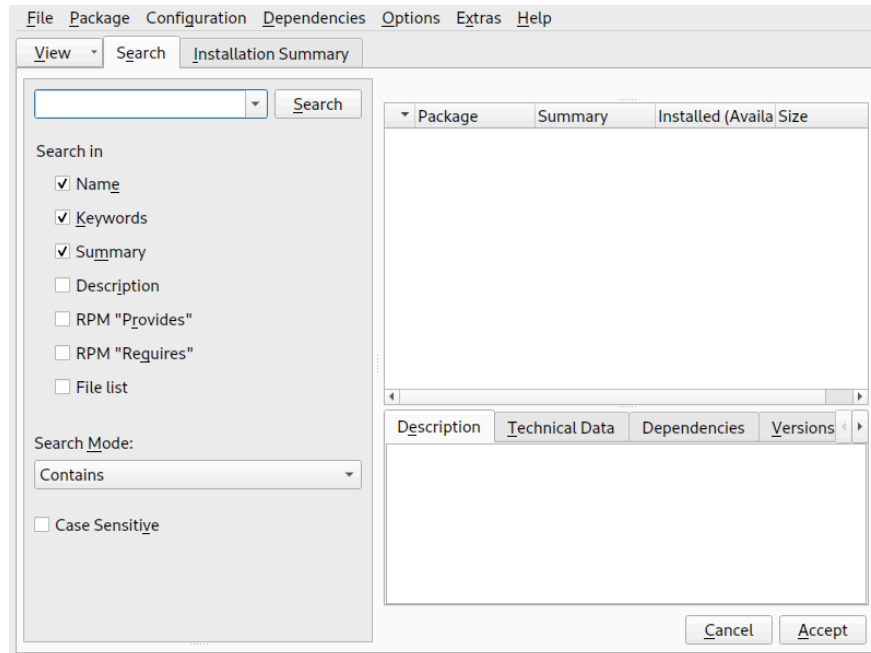 File Package Configuration Dependencies Options Extras Help
View Search Installation Summary
Search
Search in
Name
Keywords
Summary
Description
RPM "Provides"
RPM "Requires"
File list
Search Mode:
Contains
Case Sensitive
Package Summary Installed (Availa Size
Description Technical Data Dependencies Versions
Cancel Accept